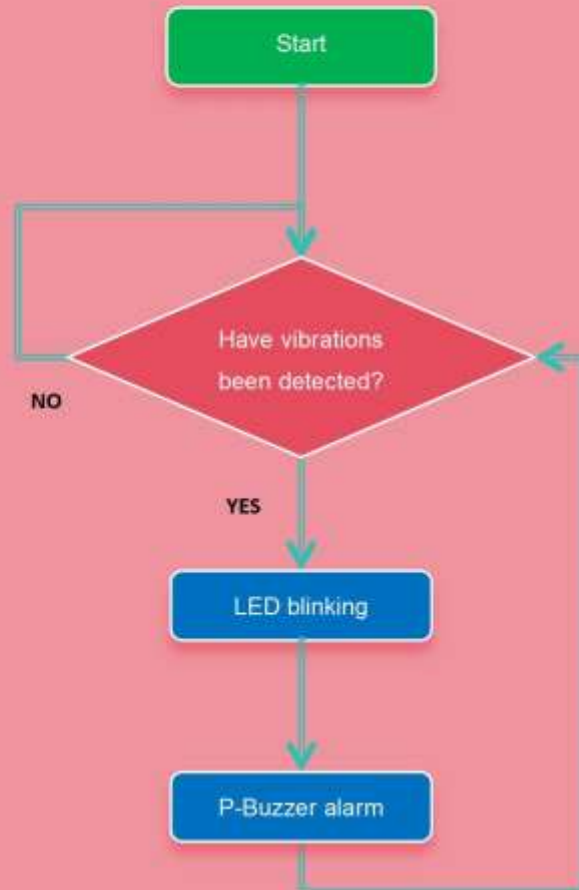 Start
Have vibrations
been detected?
NO
YES
LED blinking
P-Buzzer alarm